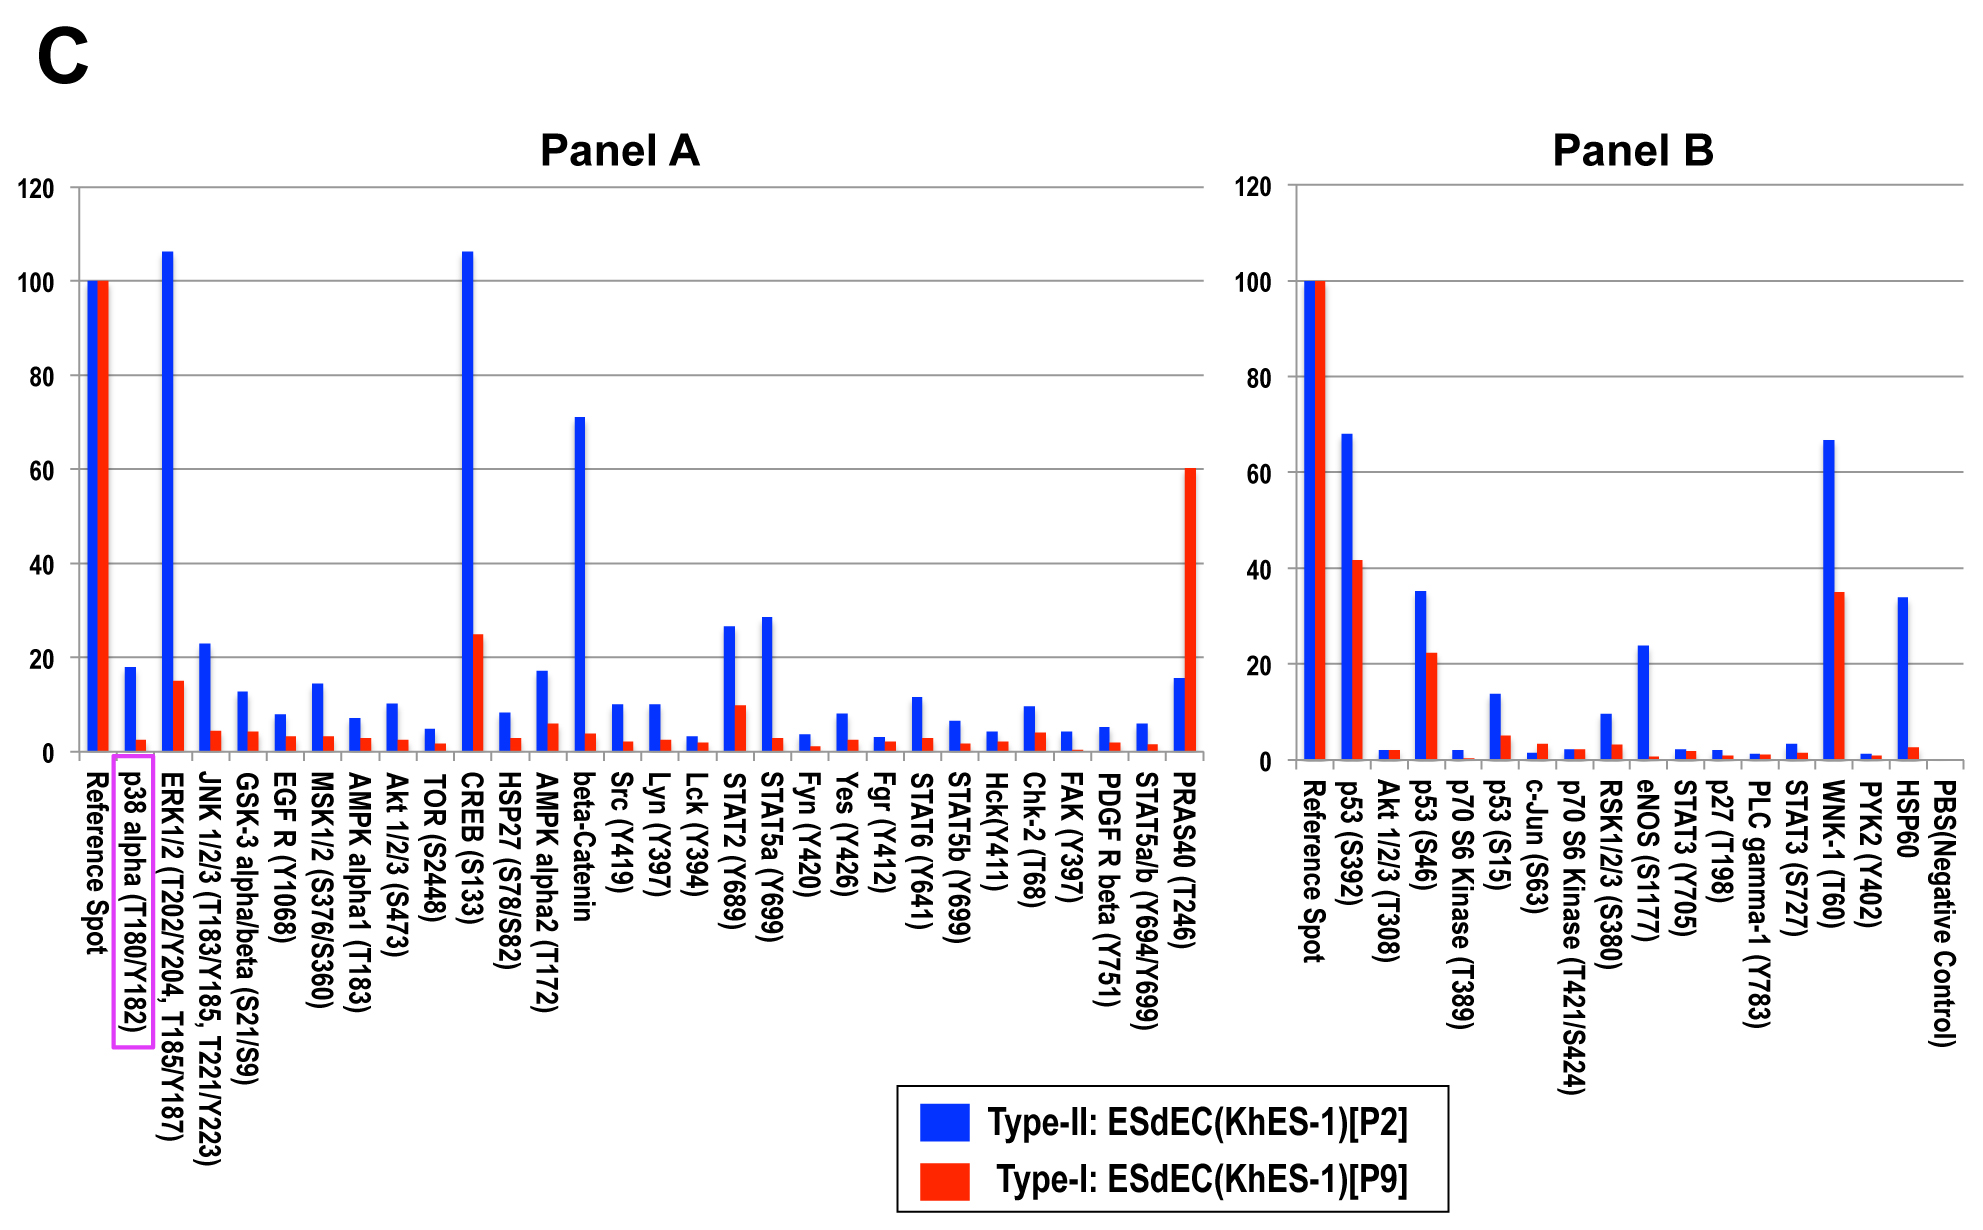 C
Panel A
Panel B
120
100
80
60
40
20
0
Reference Spot
p38 alpha (T180/Y182)
ERK1/2 (T202/Y204, T185/Y187)
JNK 1/2/3 (T183/Y185, T221/Y223)
GSK-3 alpha/beta (S21/S9)
EGF R (Y1068)
MSK1/2 (S376/S360)
AMPK alpha1 (T183)
Akt 1/2/3 (S473)
TOR (S2448)
CREB (S133)
HSP27 (S78/S82)
AMPK alpha2 (T172)
beta-Catenin
Src (Y419)
Lyn (Y397)
Lck (Y394)
STAT2 (Y689)
STAT5a (Y699)
Fyn (Y420)
Yes (Y426)
Fgr (Y412)
STAT6 (Y641)
STAT5b (Y699)
Hck(Y411)
Chk-2 (T68)
FAK (Y397)
PDGF R beta (Y751)
STAT5a/b (Y694/Y699)
PRAS40 (T246)
120
100
80
60
40
20
0
Reference Spot
p53 (S392)
Akt 1/2/3 (T308)
p53 (S46)
p70 S6 Kinase (T389)
p53 (S15)
c-Jun (S63)
p70 S6 Kinase (T421/S424)
RSK1/2/3 (S380)
eNOS (S1177)
STAT3 (Y705)
p27 (T198)
PLC gamma-1 (Y783)
STAT3 (S727)
WNK-1 (T60)
PYK2 (Y402)
HSP60
PBS(Negative Control)
Type-II: ESdEC(KhES-1)[P2]
Type-I: ESdEC(KhES-1)[P9]